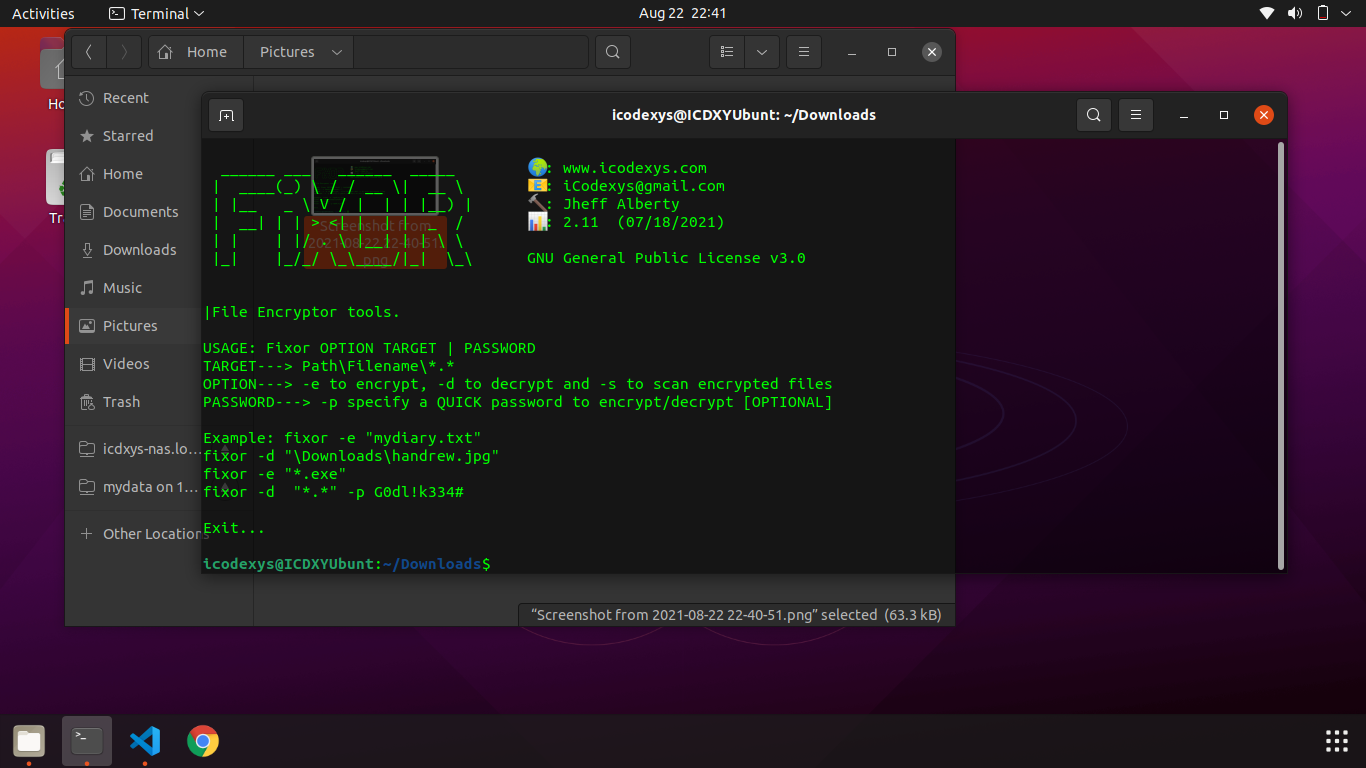 Activities
Terminal
Aug 22 22:41
Home
Pictures
Recent
Starred
Home
Documents
Downloads
Music
Pictures
Videos
Trash
icdxys-nas.lo...
mydata on 1...
Other Locations
icodexys@ICDXYUbunt: ~/Downloads
Screenshot from
2021-08-22 22-40-51.
png
: www.icodexys.com
: iCodexys@gmail.com
: Jheff Alberty
: 2.11  (07/18/2021)
GNU General Public License v3.0
|File Encryptor tools.
USAGE: Fixor OPTION TARGET | PASSWORD
TARGET---> Path\Filename\*.*
OPTION---> -e to encrypt, -d to decrypt and -s to scan encrypted files
PASSWORD---> -p specify a QUICK password to encrypt/decrypt [OPTIONAL]
Example: fixor -e "mydiary.txt"
fixor -d "\Downloads\handrew.jpg"
fixor -e "*.exe"
fixor -d  "*.*" -p G0dl!k334#
Exit...
icodexys@ICDXYUbunt:~/Downloads$
“Screenshot from 2021-08-22 22-40-51.png” selected (63.3 kB)